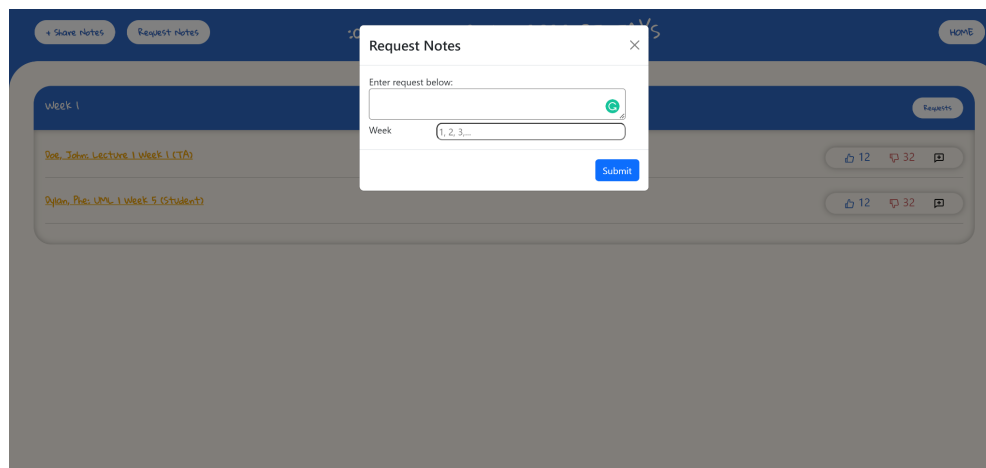 + Share Notes
Request Notes
HOME
Request Notes
Enter request below:
Week
1, 2, 3,...
Submit
Week 1
Requests
Doe, John: Lecture 1 Week 1 (TA)
12
32
Dylan, Phe: UML 1 Week 5 (Student)
12
32